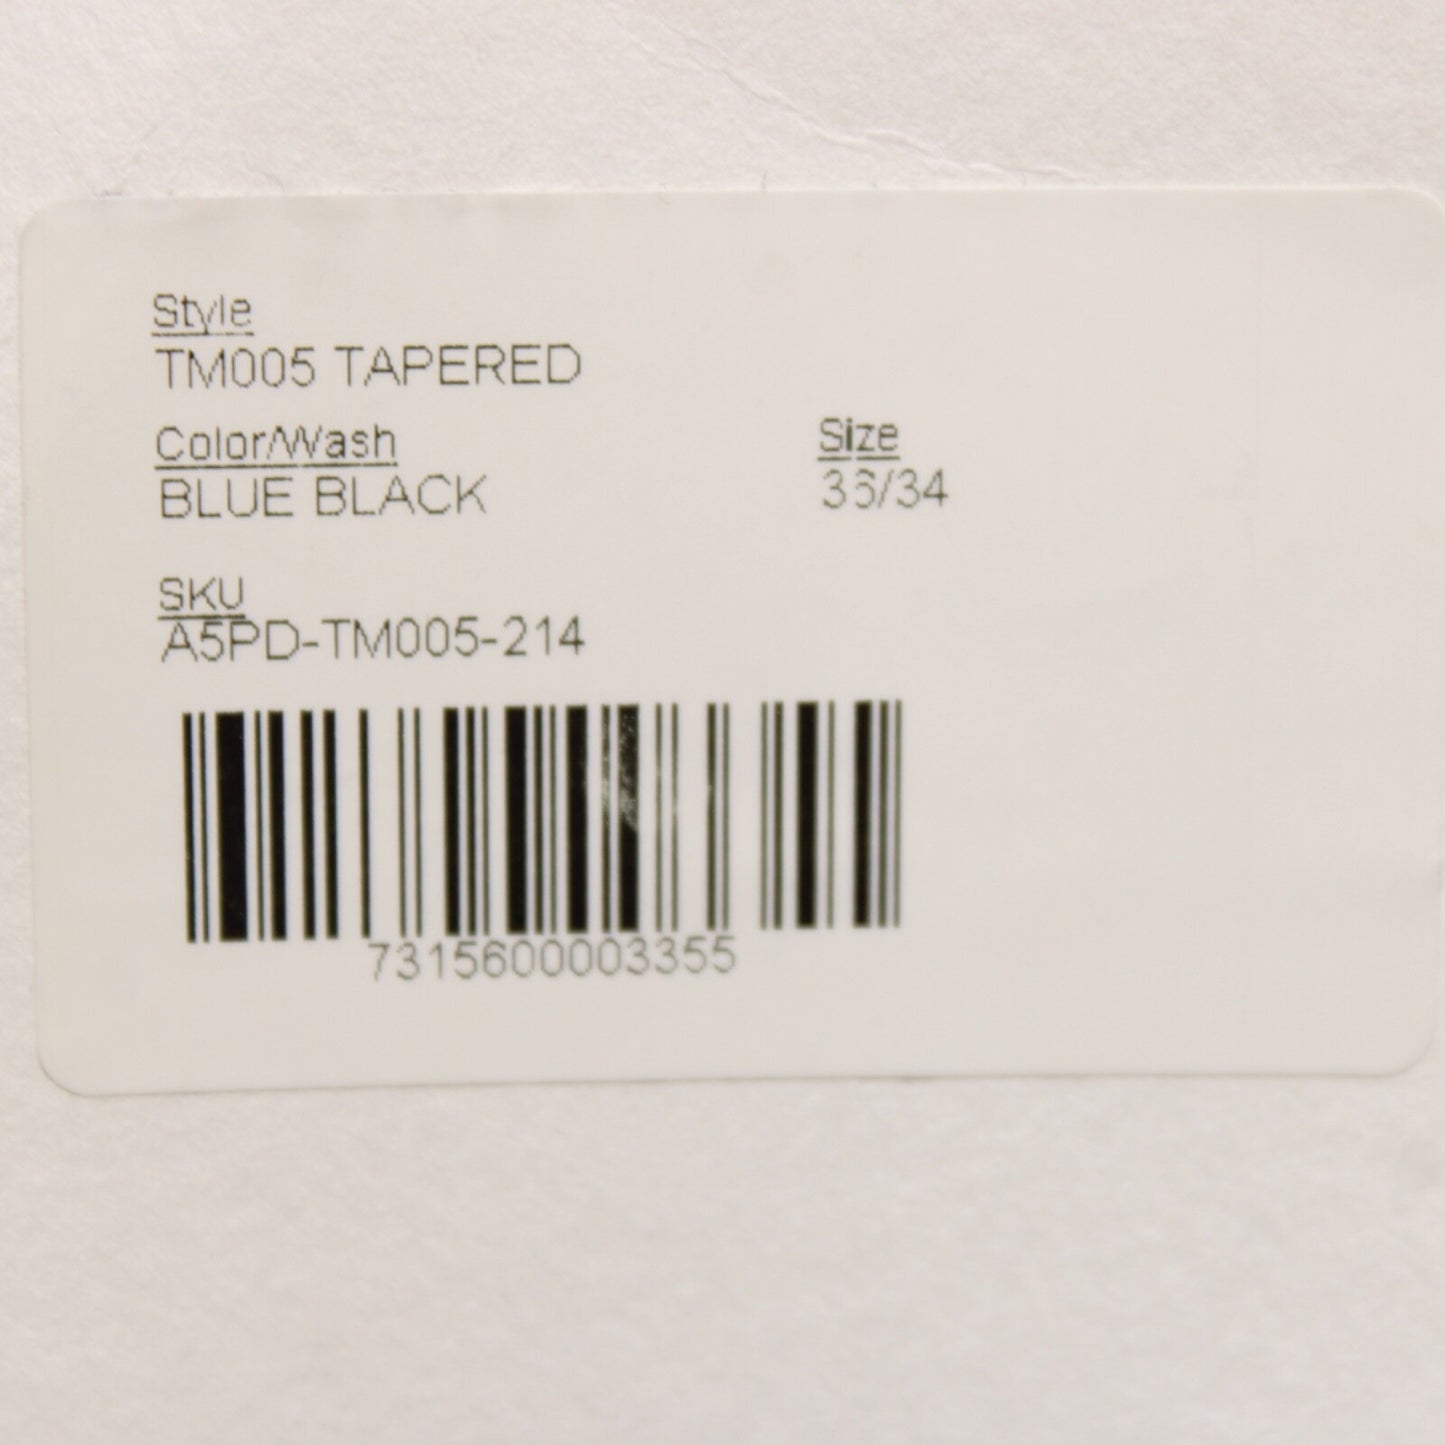 Style
TM005 TAPERED
Color/Wash
BLUE BLACK
Size
36/34
SKU
A5PD-TM005-214
7315600003355